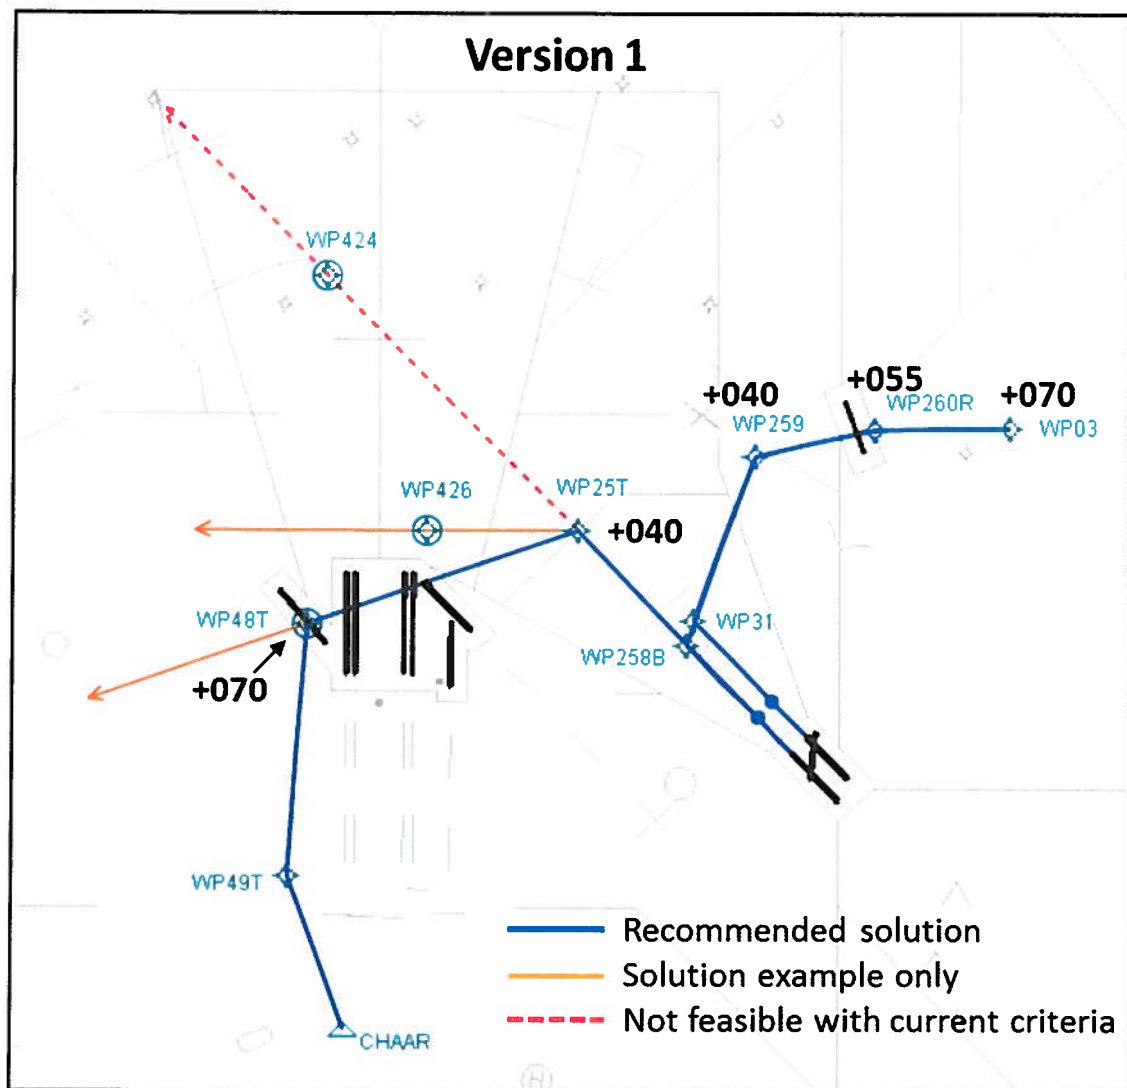 Version 1
WP424
+040
+055
+070
WP260R
WP259
WP03
WP426
WP25T
+040
WP48T
WP31
WP258B
+070
WP49T
CHAAR
Recommended solution
Solution example only
Not feasible with current criteria
H